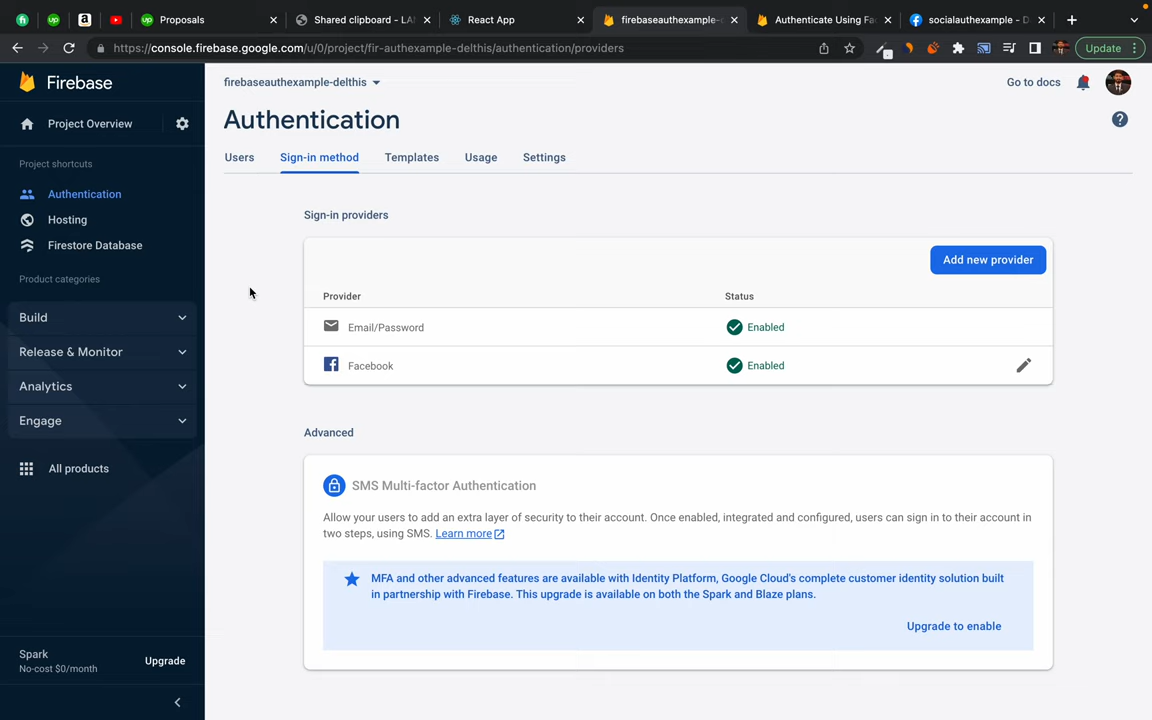 Proposals
Shared clipboard - LAN
React App
firebaseauthexample-d
Authenticate Using Fac
socialauthexample - D
https://console.firebase.google.com/u/0/project/fir-authexample-delthis/authentication/providers
Update
Firebase
firebaseauthexample-delthis
Go to docs
Project Overview
Authentication
Users
Sign-in method
Templates
Usage
Settings
Project shortcuts
Authentication
Hosting
Firestore Database
Product categories
Build
Release & Monitor
Analytics
Engage
All products
Spark
No-cost $0/month
Upgrade
Sign-in providers
Add new provider
Provider
Status
Email/Password
Enabled
Facebook
Enabled
Advanced
SMS Multi-factor Authentication
Allow your users to add an extra layer of security to their account. Once enabled, integrated and configured, users can sign in to their account in
two steps, using SMS. Learn more
MFA and other advanced features are available with Identity Platform, Google Cloud's complete customer identity solution built
in partnership with Firebase. This upgrade is available on both the Spark and Blaze plans.
Upgrade to enable